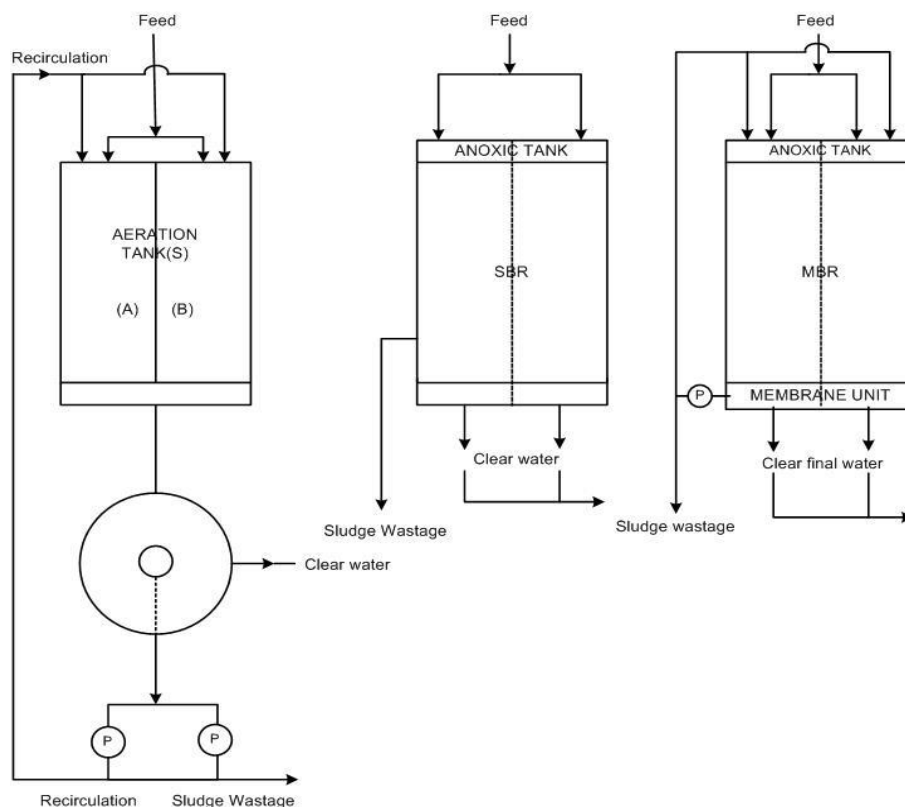 Feed
Recirculation
AERATION
TANK(S)
(A)
(B)
Clear water
P
P
Recirculation
Sludge Wastage
Feed
ANOXIC TANK
SBR
Clear water
Sludge Wastage
Feed
ANOXIC TANK
MBR
P
MEMBRANE UNIT
Clear final water
Sludge wastage